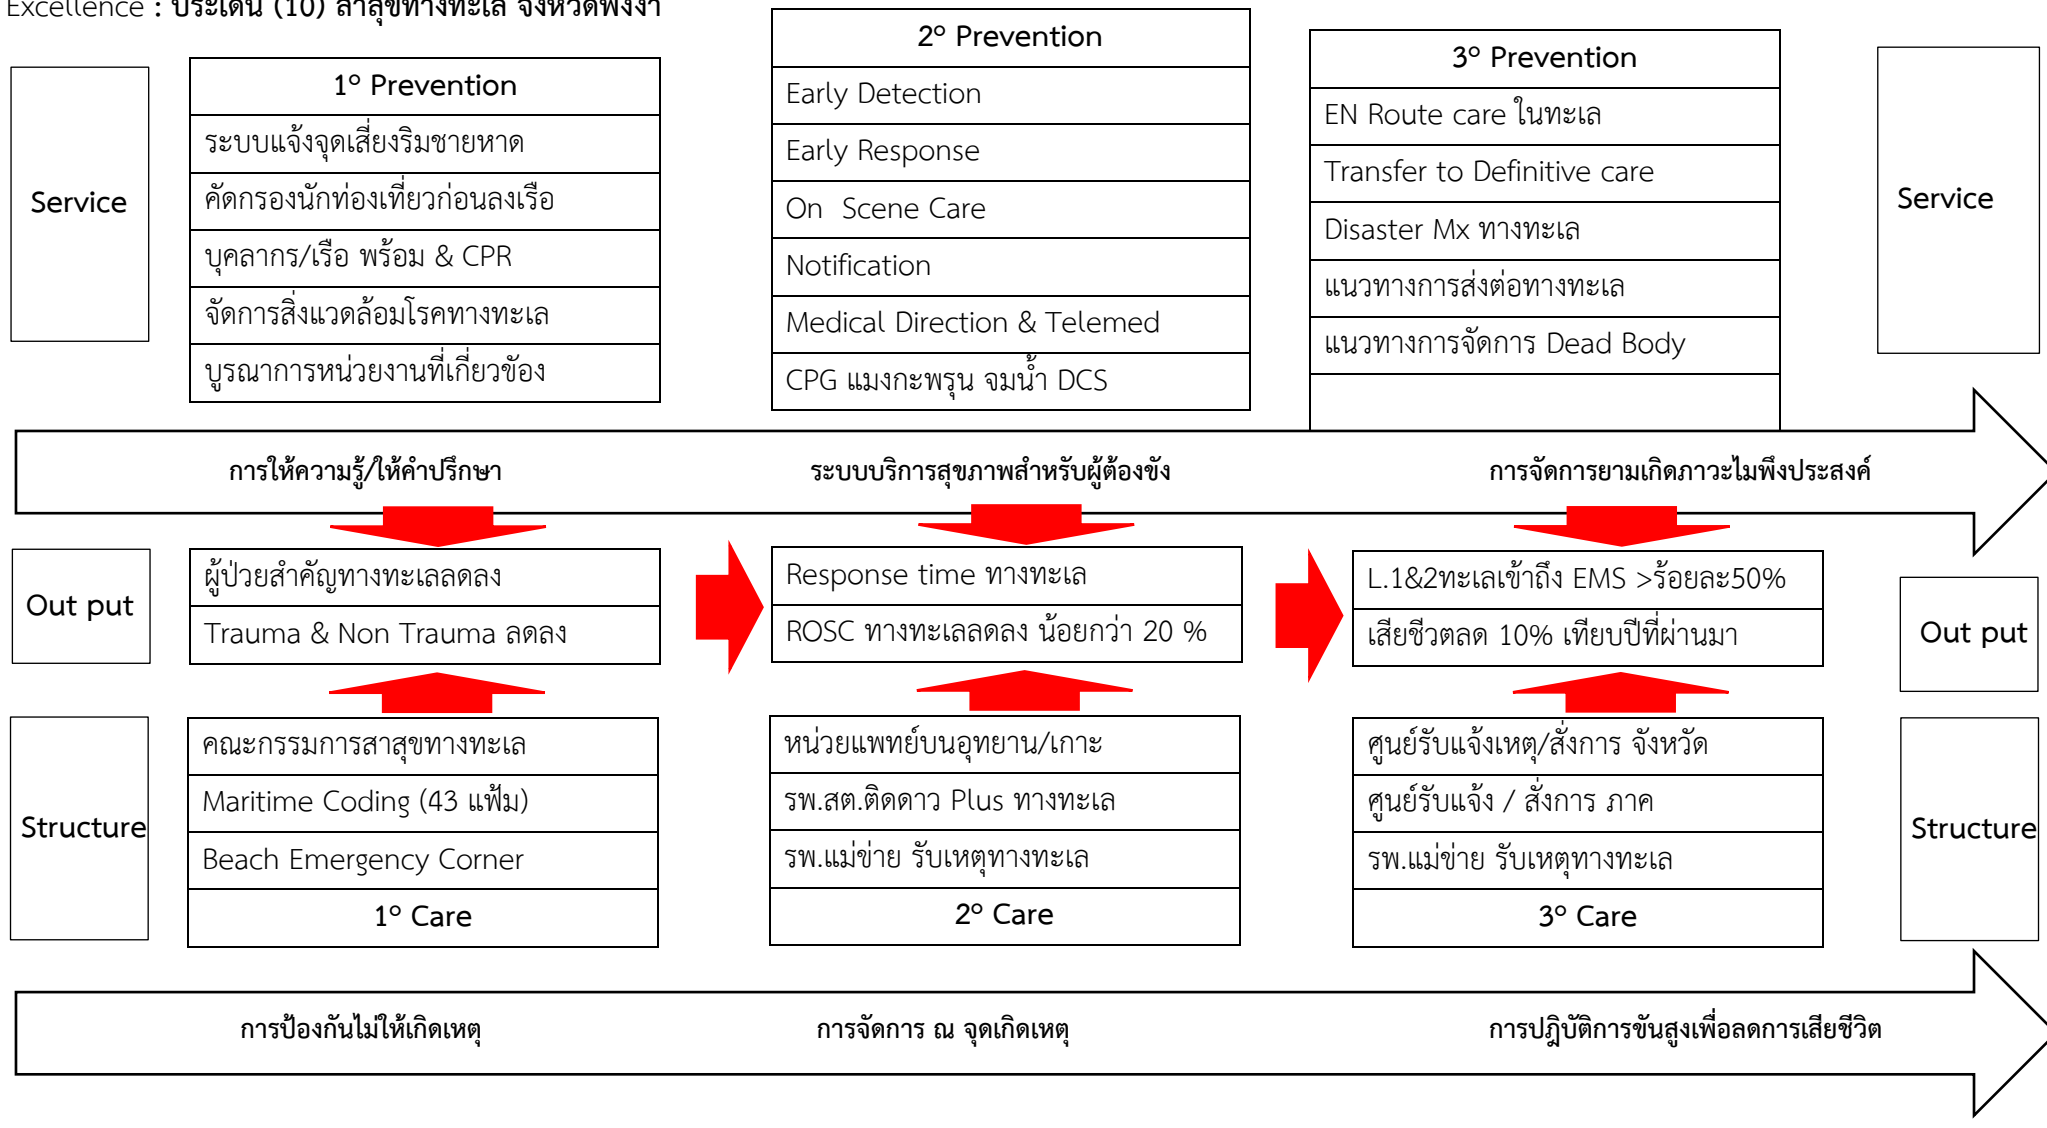 Excellence : ประเด็น (10) สาสุขทางทะเล จังหวัดพังงา
Service
1° Prevention
ระบบแจ้งจุดเสี่ยงริมชายหาด
คัดกรองนักท่องเที่ยวก่อนลงเรือ
บุคลากร/เรือ พร้อม & CPR
จัดการสิ่งแวดล้อมโรคทางทะเล
บูรณาการหน่วยงานที่เกี่ยวข้อง
2° Prevention
Early Detection
Early Response
On Scene Care
Notification
Medical Direction & Telemed
CPG แมงกะพรุน จมน้ำ DCS
3° Prevention
EN Route care ในทะเล
Transfer to Definitive care
Disaster Mx ทางทะเล
แนวทางการส่งต่อทางทะเล
แนวทางการจัดการ Dead Body
Service
การให้ความรู้/ให้คำปรึกษา
ระบบบริการสุขภาพสำหรับผู้ต้องขัง
การจัดการยามเกิดภาวะไมพึงประสงค์
Out put
ผู้ป่วยสำคัญทางทะเลลดลง
Trauma & Non Trauma ลดลง
Response time ทางทะเล
ROSC ทางทะเลลดลง น้อยกว่า 20 %
L.1&2ทะเลเข้าถึง EMS >ร้อยละ50%
เสียชีวตลด 10% เทียบปีที่ผ่านมา
Out put
Structure
คณะกรรมการสาสุขทางทะเล
Maritime Coding (43 แฟ้ม)
Beach Emergency Corner
1° Care
หน่วยแพทย์บนอุทยาน/เกาะ
รพ.สต.ติดดาว Plus ทางทะเล
รพ.แม่ข่าย รับเหตุทางทะเล
2° Care
ศูนย์รับแจ้งเหตุ/สั่งการ จังหวัด
ศูนย์รับแจ้ง / สั่งการ ภาค
รพ.แม่ข่าย รับเหตุทางทะเล
3° Care
Structure
การป้องกันไม่ให้เกิดเหตุ
การจัดการ ณ จุดเกิดเหตุ
การปฎิบัติการขันสูงเพื่อลดการเสียชีวิต